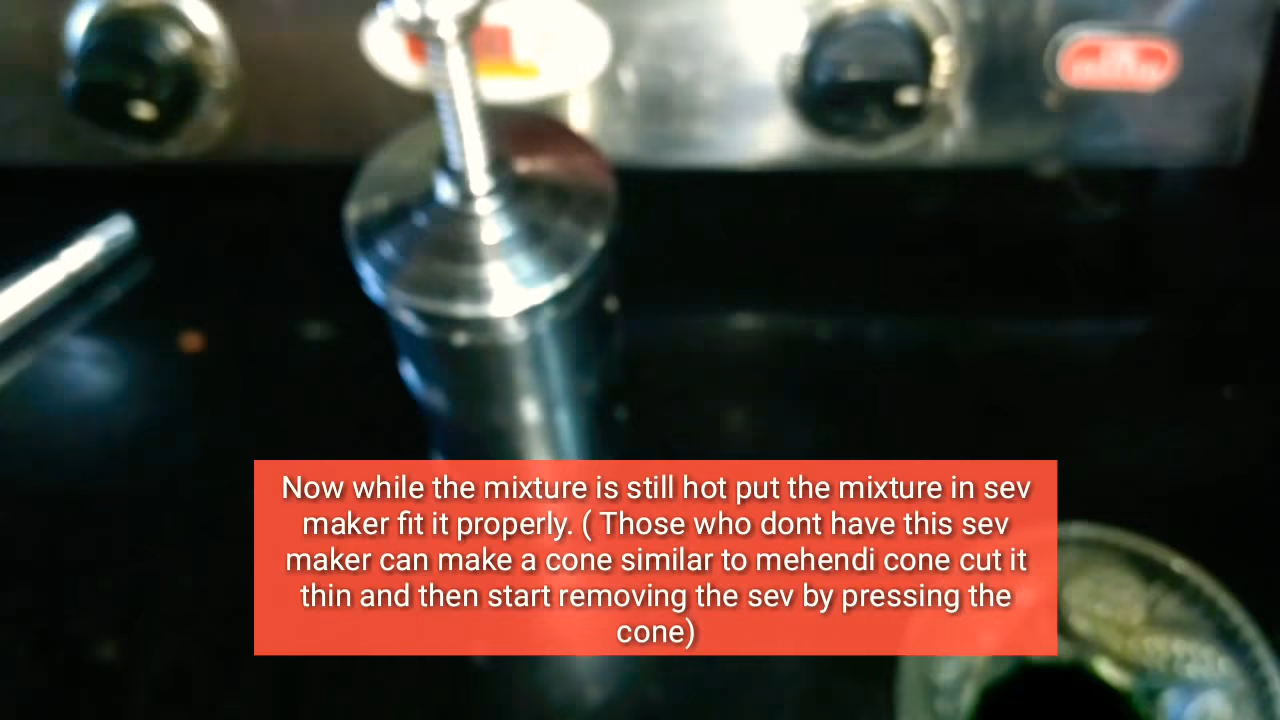 Now while the mixture is still hot put the mixture in sev
maker fit it properly. ( Those who dont have this sev
maker can make a cone similar to mehendi cone cut it
thin and then start removing the sev by pressing the
cone)